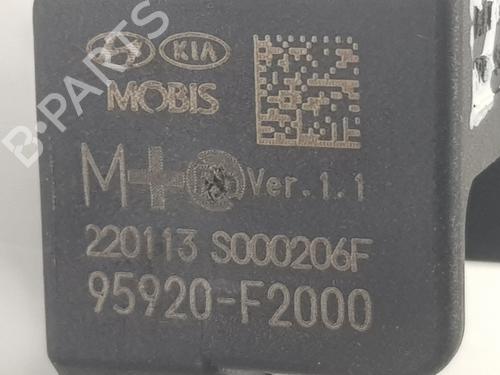 KIA
MOBIS
M+ Ver.1.1
220113 S000206F
95920-F2000
B-PARTS